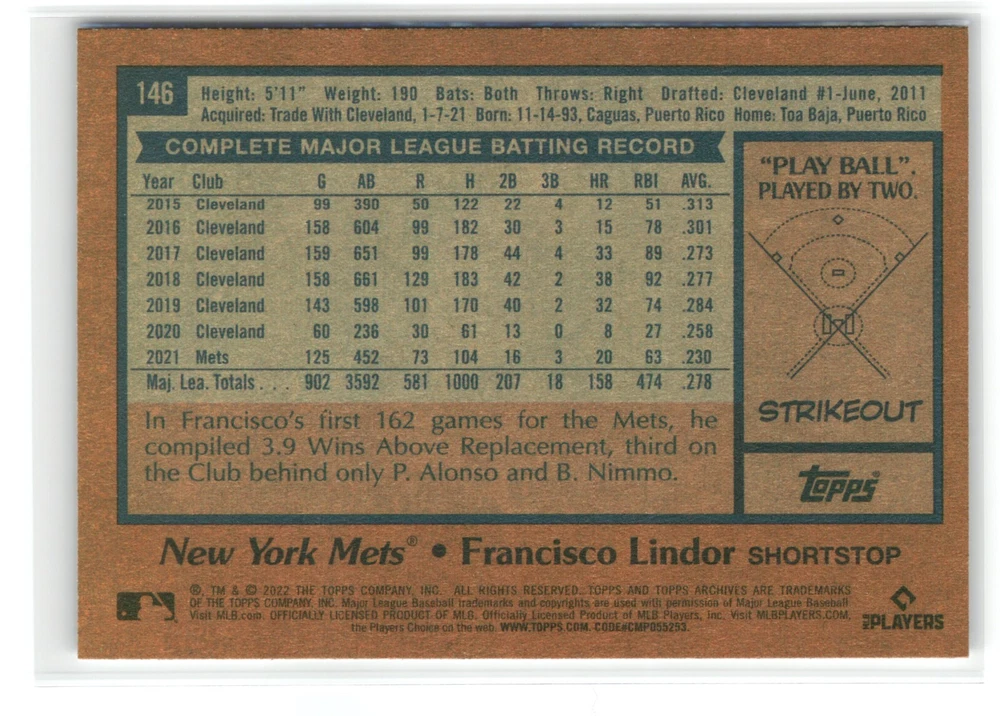 146
Height: 5'11" Weight: 190 Bats: Both Throws: Right Drafted: Cleveland #1-June, 2011
Acquired: Trade With Cleveland, 1-7-21 Born: 11-14-93, Caguas, Puerto Rico Home: Toa Baja, Puerto Rico
COMPLETE MAJOR LEAGUE BATTING RECORD
Year Club G AB R H 2B 3B HR RBI AVG.
2015 Cleveland 99 390 50 122 22 4 12 51 .313
2016 Cleveland 158 604 99 182 30 3 15 78 .301
2017 Cleveland 159 651 99 178 44 4 33 89 .273
2018 Cleveland 158 661 129 183 42 2 38 92 .277
2019 Cleveland 143 598 101 170 40 2 32 74 .284
2020 Cleveland 60 236 30 61 13 0 8 27 .258
2021 Mets 125 452 73 104 16 3 20 63 .230
Maj. Lea. Totals . . . 902 3592 581 1000 207 18 158 474 .278
In Francisco's first 162 games for the Mets, he
compiled 3.9 Wins Above Replacement, third on
the Club behind only P. Alonso and B. Nimmo.
"PLAY BALL".
PLAYED BY TWO.
STRIKEOUT
Topps®
New York Mets® • Francisco Lindor SHORTSTOP
®, TM & © 2022 THE TOPPS COMPANY, INC. ALL RIGHTS RESERVED. TOPPS AND TOPPS ARCHIVES ARE TRADEMARKS
OF THE TOPPS COMPANY, INC. Major League Baseball trademarks and copyrights are used with permission of Major League Baseball
Visit MLB.com. OFFICIALLY LICENSED PRODUCT OF MLB. Officially Licensed Product of MLB Players, Inc. Visit MLBPLAYERS.COM,
the Players Choice on the web. WWW.TOPPS.COM. CODE#CMP055253.
MLB PLAYERS